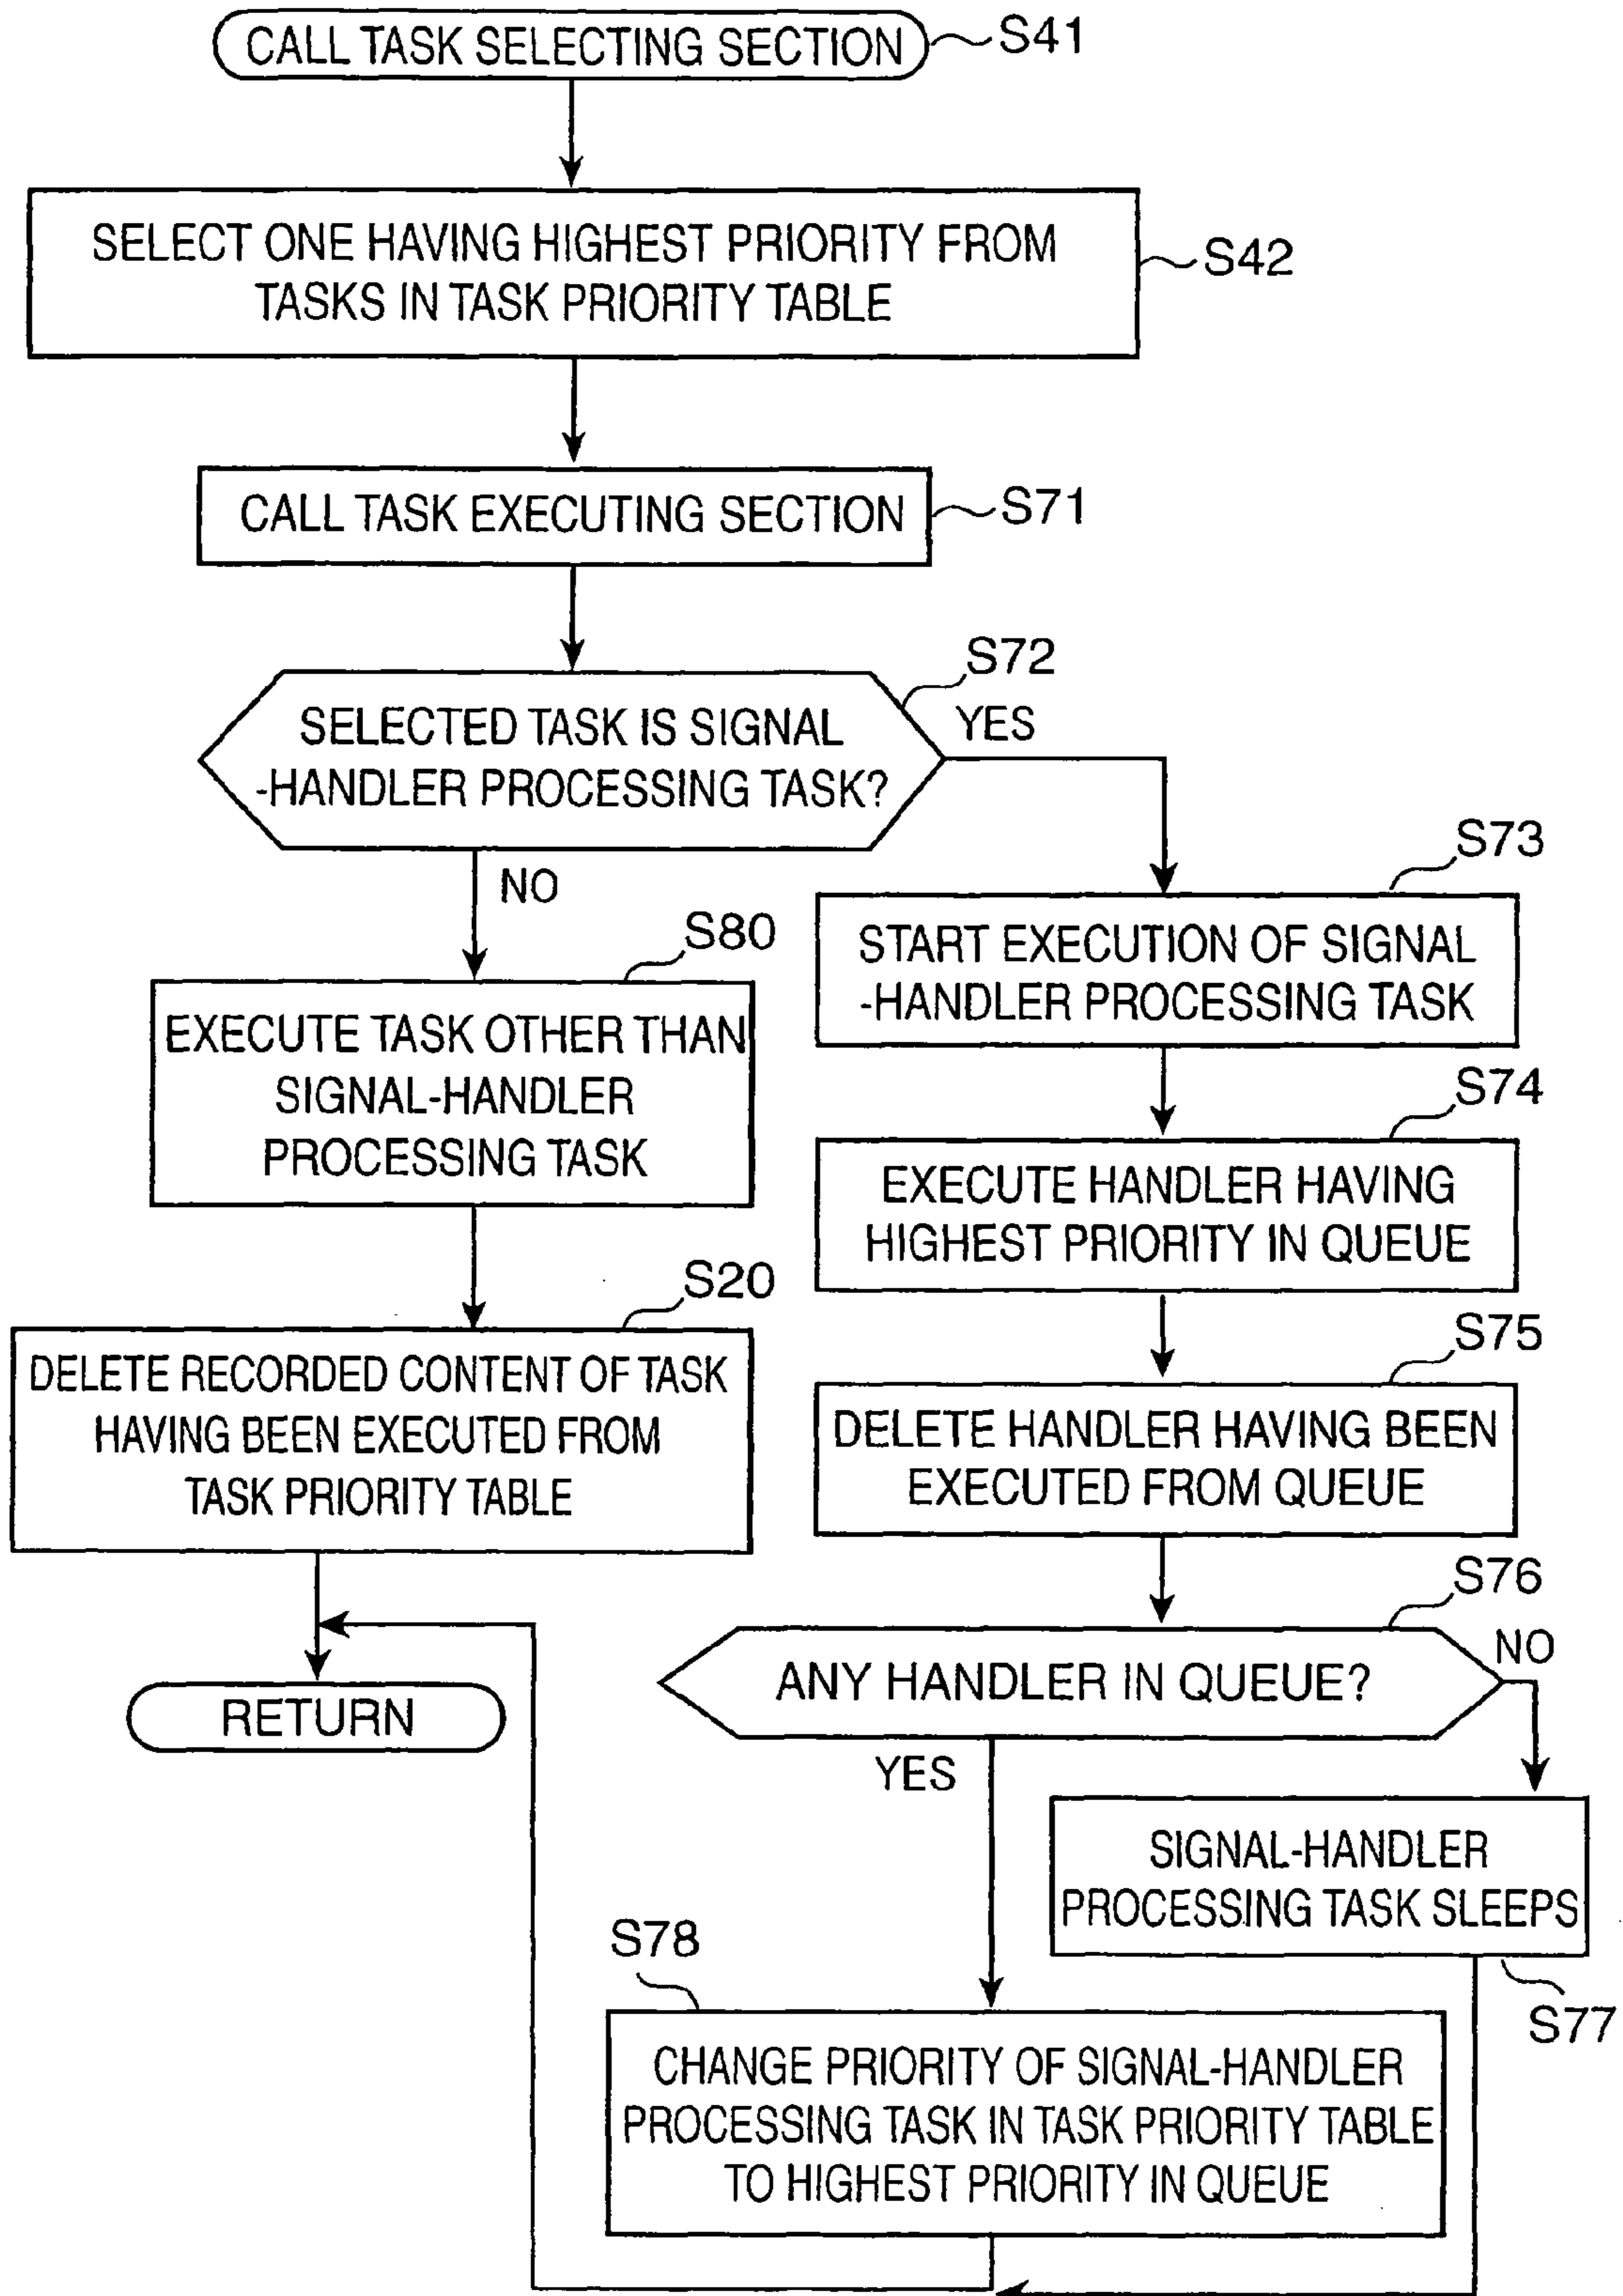 CALL TASK SELECTING SECTION
S41
SELECT ONE HAVING HIGHEST PRIORITY FROM
TASKS IN TASK PRIORITY TABLE
S42
CALL TASK EXECUTING SECTION
S71
S72
SELECTED TASK IS SIGNAL
-HANDLER PROCESSING TASK?
YES
NO
S73
START EXECUTION OF SIGNAL
-HANDLER PROCESSING TASK
S80
EXECUTE TASK OTHER THAN
SIGNAL-HANDLER
PROCESSING TASK
S74
EXECUTE HANDLER HAVING
HIGHEST PRIORITY IN QUEUE
S20
DELETE RECORDED CONTENT OF TASK
HAVING BEEN EXECUTED FROM
TASK PRIORITY TABLE
S75
DELETE HANDLER HAVING BEEN
EXECUTED FROM QUEUE
S76
ANY HANDLER IN QUEUE?
NO
RETURN
YES
SIGNAL-HANDLER
PROCESSING TASK SLEEPS
S77
S78
CHANGE PRIORITY OF SIGNAL-HANDLER
PROCESSING TASK IN TASK PRIORITY TABLE
TO HIGHEST PRIORITY IN QUEUE